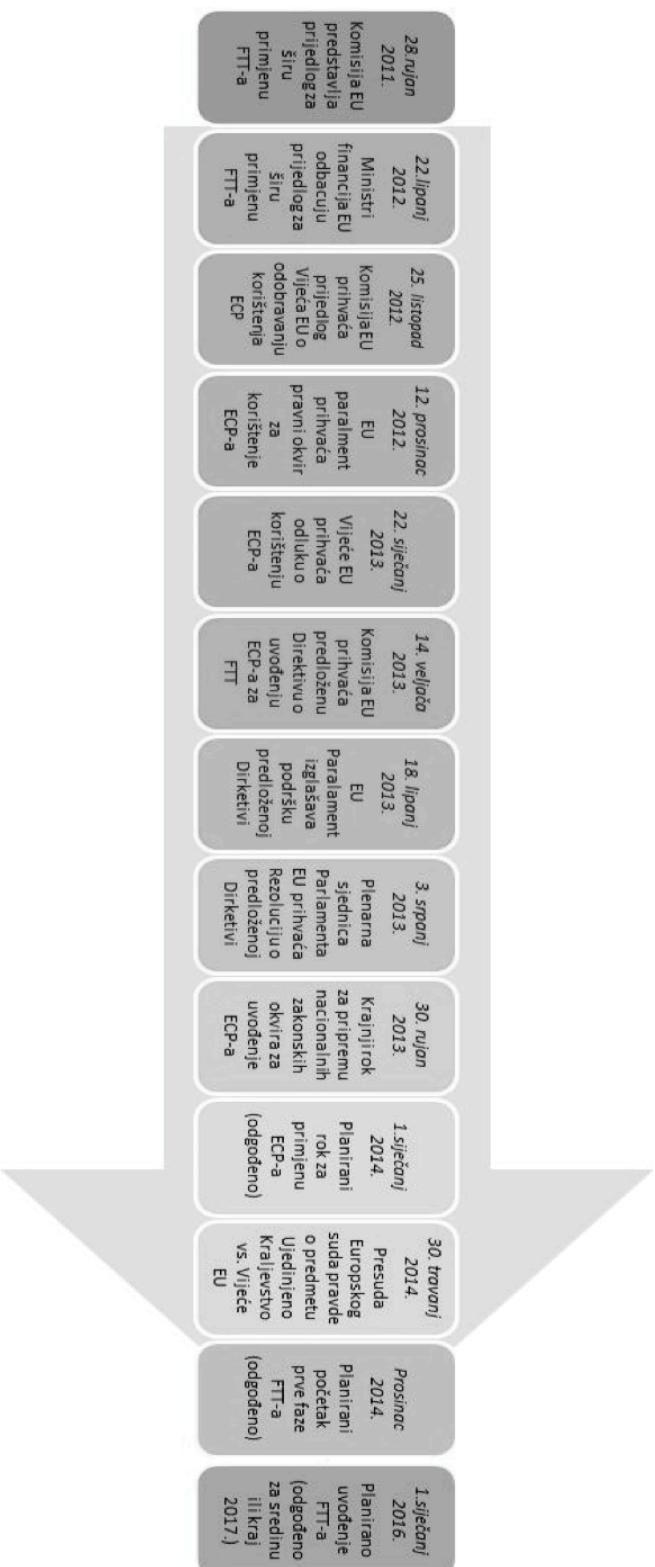 28.rujan
2011.
Komisija EU
predstavlja
prijedlog za
širu
primjenu
FTT-a
22.lipanj
2012.
Ministri
financija EU
odbacuju
prijedlog za
širu
primjenu
FTT-a
25. listopad
2012.
Komisija EU
prihvaća
prijedlog
Vijeća EU o
odobravanju
korištenja
ECP
12. prosinac
2012.
EU
paralment
prihvaća
pravni okvir
za
korištenje
ECP-a
22. siječanj
2013.
Vijeće EU
prihvaća
odluku o
korištenju
ECP-a
14. veljača
2013.
Komisija EU
prihvaća
predloženu
Direktivu o
uvođenju
ECP-a za
FTT
18. lipanj
2013.
EU
Paralament
izglašava
podršku
predloženoj
Dirketivi
3. srpanj
2013.
Plenarna
sjednica
Parlamenta
EU prihvaća
Rezoluciju o
predloženoj
Dirketivi
30. rujan
2013.
Krajnji rok
za pripremu
nacionalnih
zakonskih
okvira za
uvođenje
ECP-a
1.siječanj
2014.
Planirani
rok za
primjenu
ECP-a
(odgođeno)
30. travanj
2014.
Presuda
Europskog
suda pravde
o predmetu
Ujedinjeno
Kraljevstvo
vs. Vijeće
EU
Prosinac
2014.
Planirani
početak
prve faze
FTT-a
(odgođeno)
1.siječanj
2016.
Planirano
uvođenje
FTT-a
(odgođeno
za sredinu
ili kraj
2017.)